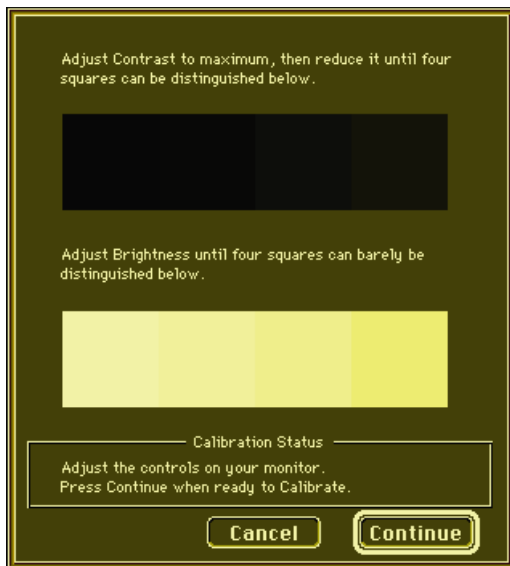 Adjust Contrast to maximum, then reduce it until four
squares can be distinguished below.
Adjust Brightness until four squares can barely be
distinguished below.
Calibration Status
Adjust the controls on your monitor.
Press Continue when ready to Calibrate.
Cancel
Continue